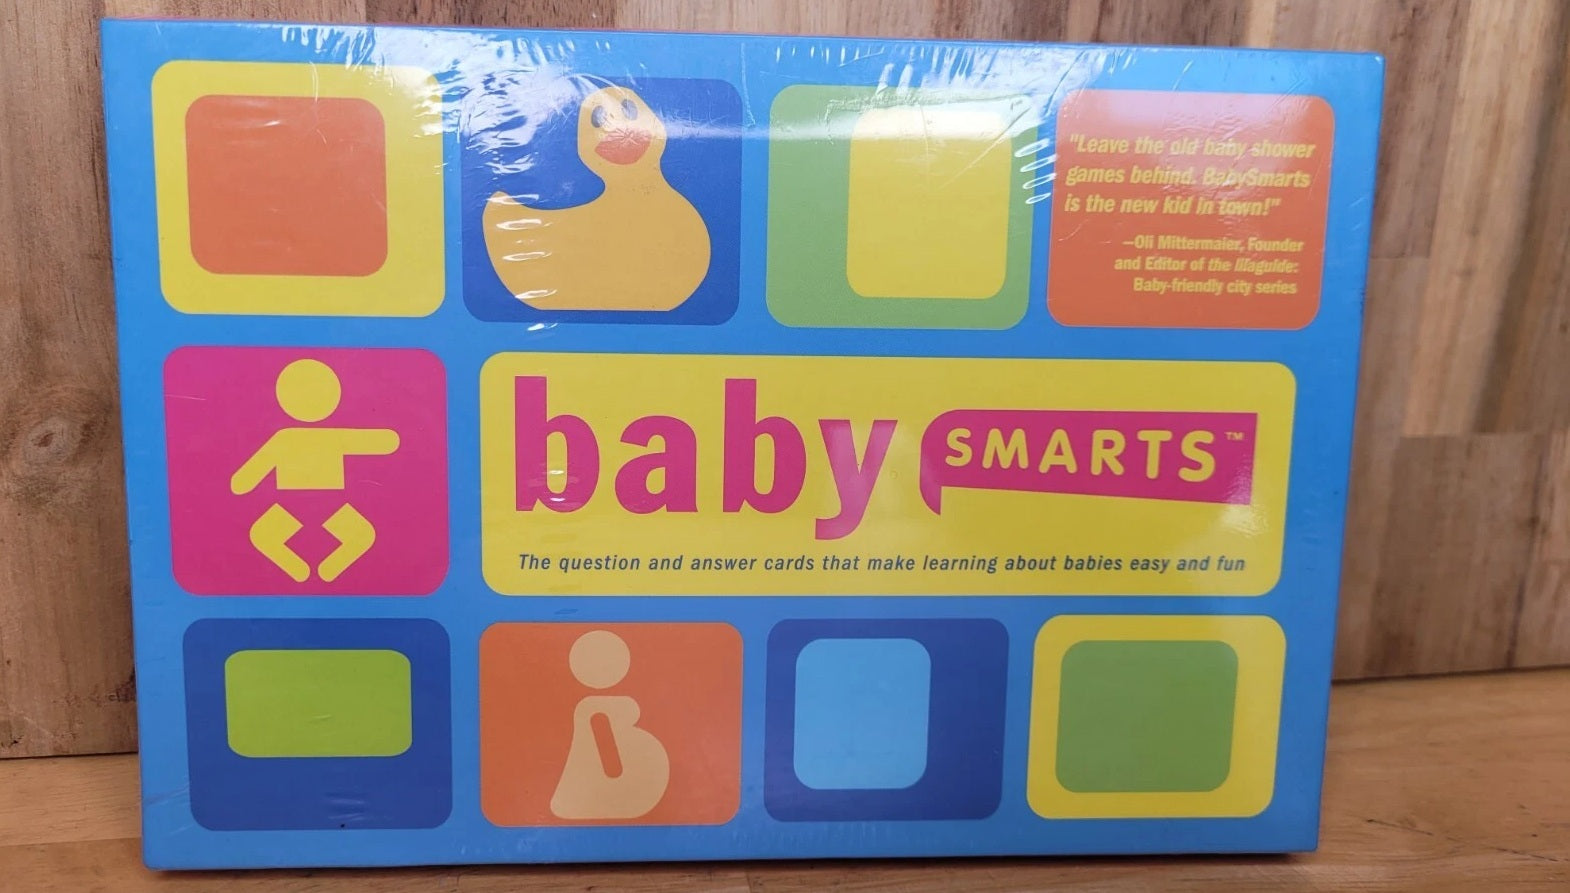 "Leave the old baby shower
games behind. BabySmarts
is the new kid in town!"
—Oli Mittermaier, Founder
and Editor of the lilaguide:
Baby-friendly city series
baby SMARTS™
The question and answer cards that make learning about babies easy and fun